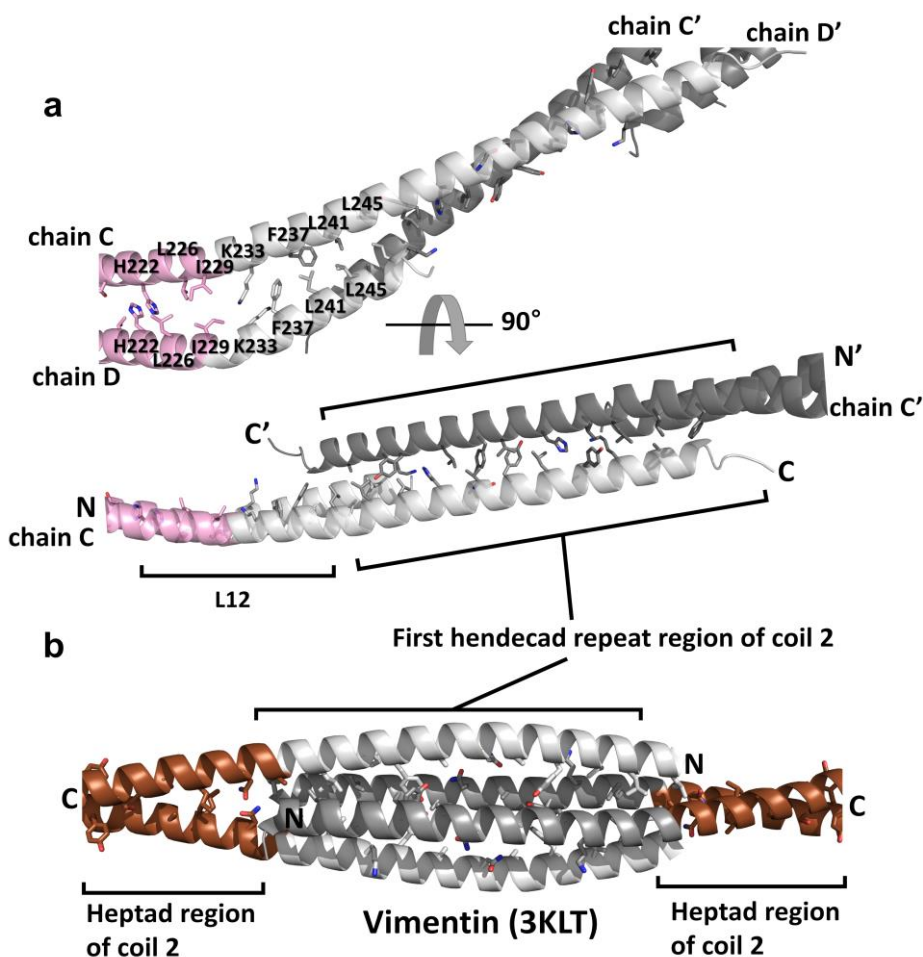 a
chain C’
chain D’
chain C
H222
L226
I229
K233
F237
L241
L245
H222
L226
I229
K233
F237
L241
L245
chain D
90°
N’
chain C’
C’
C
N
chain C
L12
First hendecad repeat region of coil 2
b
C
N
N
C
Heptad region
of coil 2
Vimentin (3KLT)
Heptad region
of coil 2